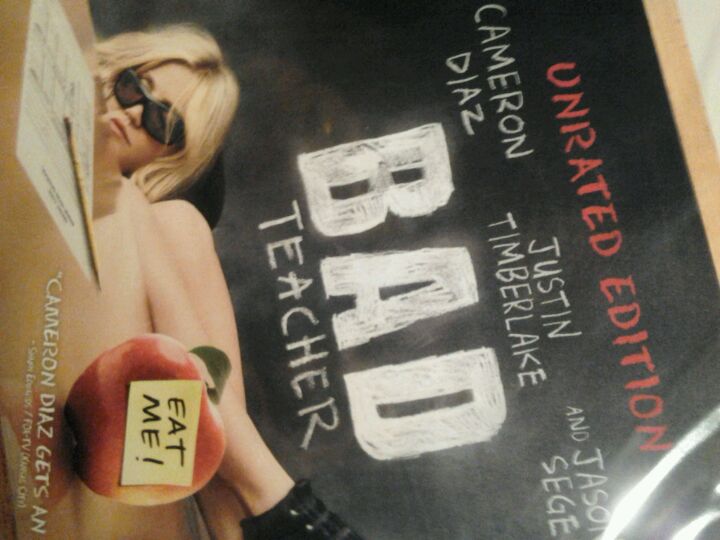 UNRATED EDITION
CAMERON
DIAZ
JUSTIN
TIMBERLAKE
AND JASO
SEGE
BAD
TEACHER
EAT
ME!
"CAMERON DIAZ GETS AN